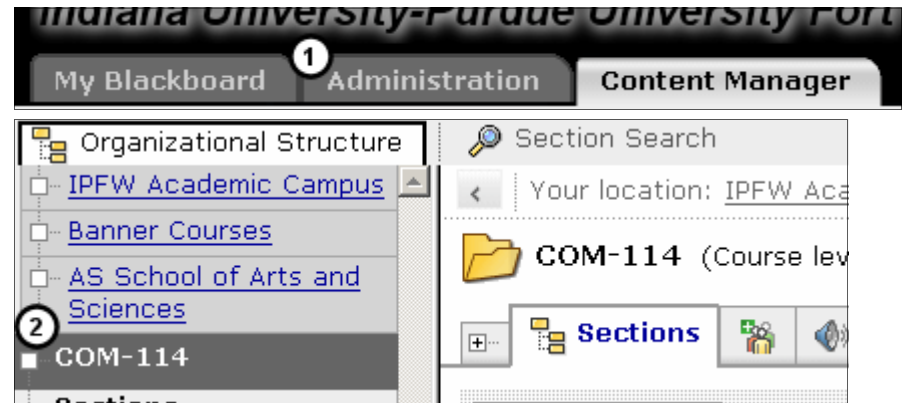 Indiana University-Purdue University Fort
1
My Blackboard Administration Content Manager
Organizational Structure Section Search
IPFW Academic Campus
Your location: IPFW Aca
Banner Courses
COM-114 (Course lev
AS School of Arts and
Sciences
2
Sections
COM-114
Sections